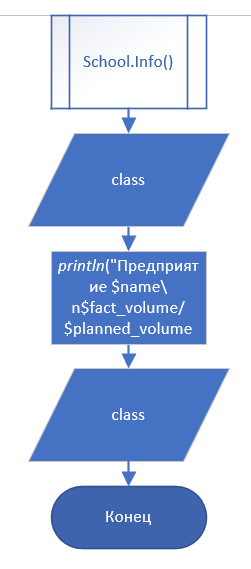 School.Info()
class
println("Предприят
ие $name\
n$fact_volume/
$planned_volume
class
Конец